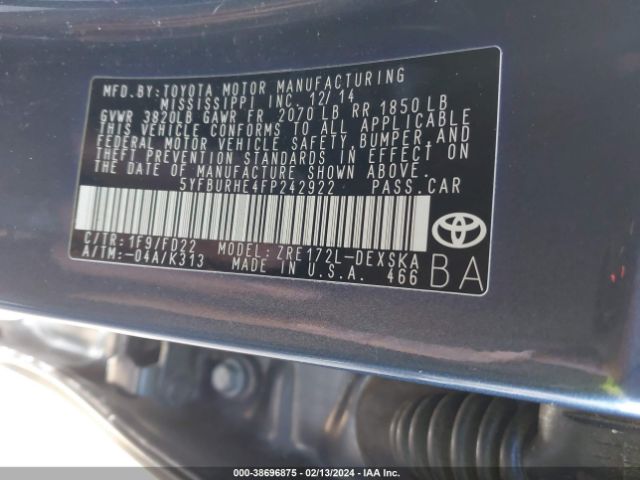 MFD.BY:TOYOTA MOTOR MANUFACTURING
MISSISSIPPI INC. 12/14
GVWR 3820LB GAWR FR 2070 LB RR 1850 LB
THIS VEHICLE CONFORMS TO ALL APPLICABLE
FEDERAL MOTOR VEHICLE SAFETY,BUMPER,AND
THEFT PREVENTION STANDARDS IN EFFECT ON
THE DATE OF MANUFACTURE SHOWN ABOVE.
5YFBURHE4FP242922 PASS.CAR
C/TR:1F9/FD22 MODEL:ZRE172L-DEXSKA
A/TM:-04A/K313 MADE IN U.S.A. 466 BA
000-38696875 - 02/13/2024 - IAA Inc.